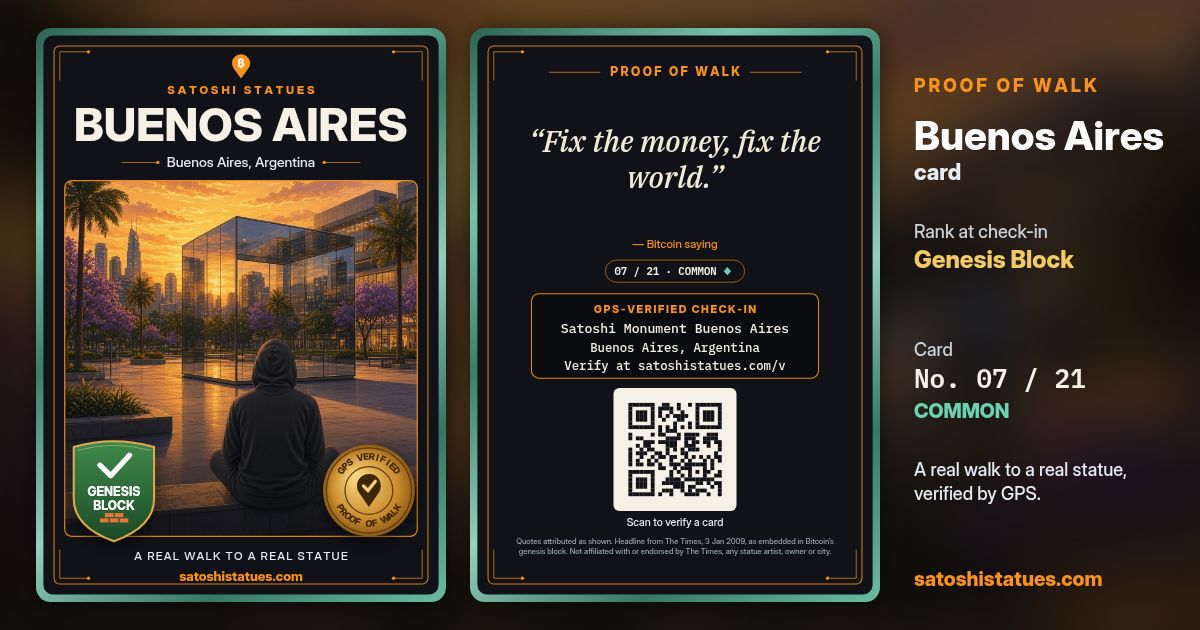 SATOSHI STATUES
BUENOS AIRES
Buenos Aires, Argentina
GENESIS
BLOCK
GPS VERIFIED
PROOF OF WALK
A REAL WALK TO A REAL STATUE
satoshistatues.com
PROOF OF WALK
“Fix the money, fix the
world.”
— Bitcoin saying
07 / 21 · COMMON
GPS-VERIFIED CHECK-IN
Satoshi Monument Buenos Aires
Buenos Aires, Argentina
Verify at satoshistatues.com/v
Scan to verify a card
Quotes attributed as shown. Headline from The Times, 3 Jan 2009, as embedded in Bitcoin's
genesis block. Not affiliated with or endorsed by The Times, any statue artist, owner or city.
PROOF OF WALK
Buenos Aires
card
Rank at check-in
Genesis Block
Card
No. 07 / 21
COMMON
A real walk to a real statue,
verified by GPS.
satoshistatues.com